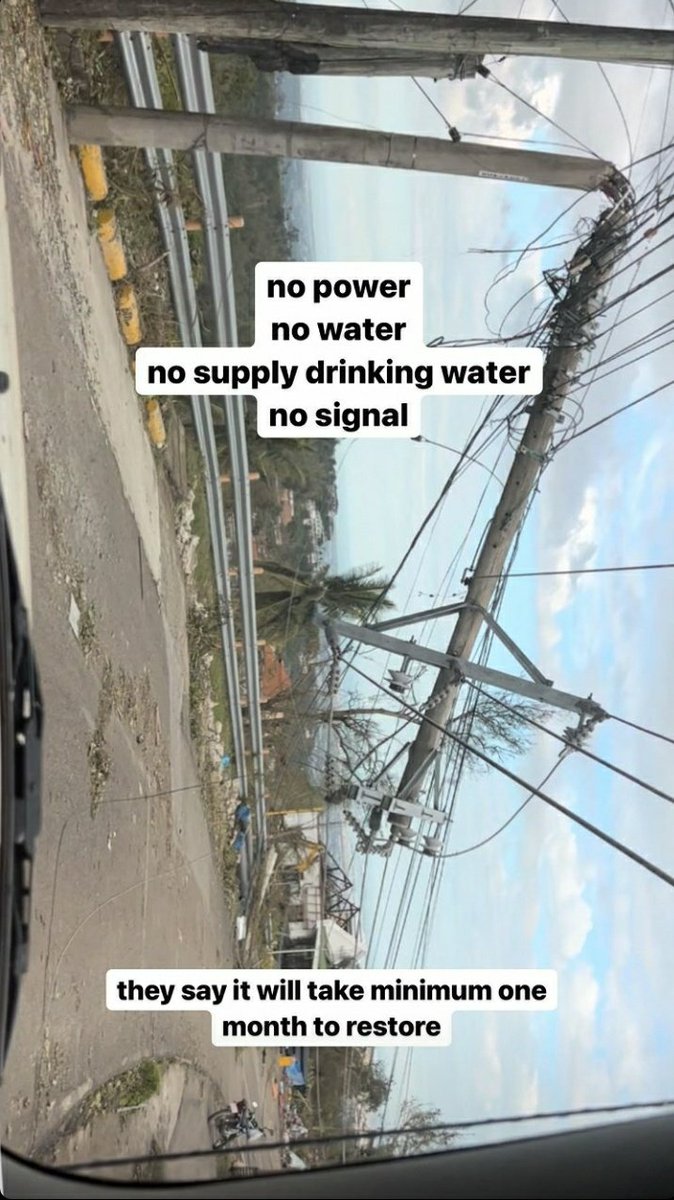 no power
no water
no supply drinking water
no signal
they say it will take minimum one
month to restore